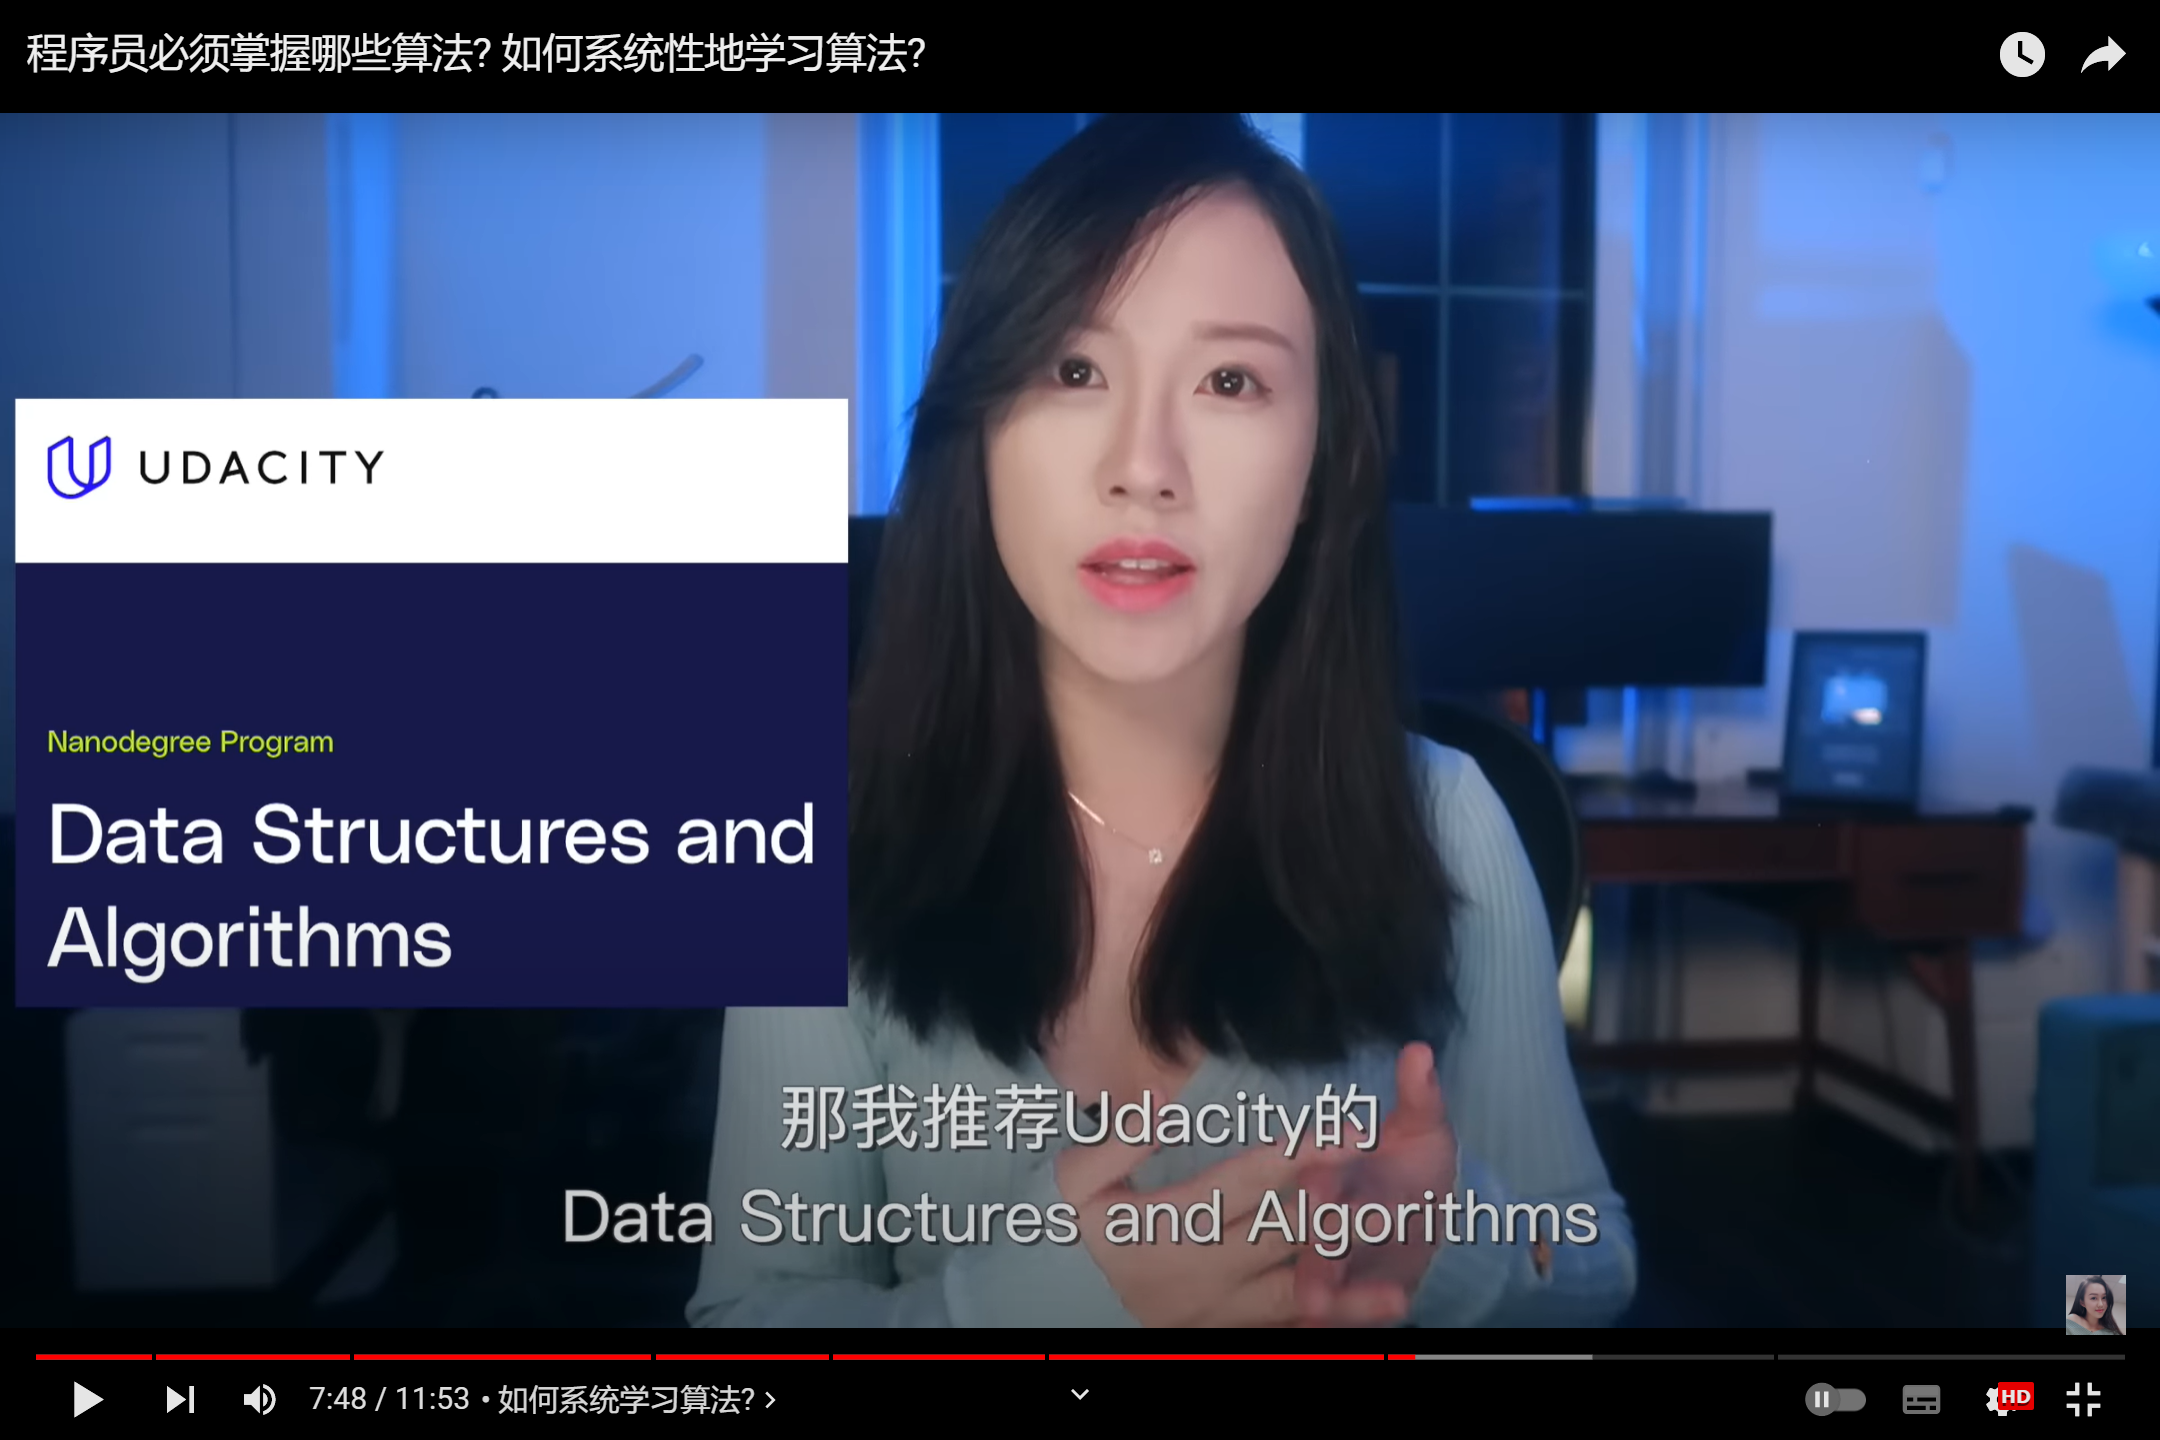 程序员必须掌握哪些算法? 如何系统性地学习算法?
UDACITY
Nanodegree Program
Data Structures and
Algorithms
那我推荐Udacity的
Data Structures and Algorithms
7:48 / 11:53 • 如何系统学习算法? ›
HD